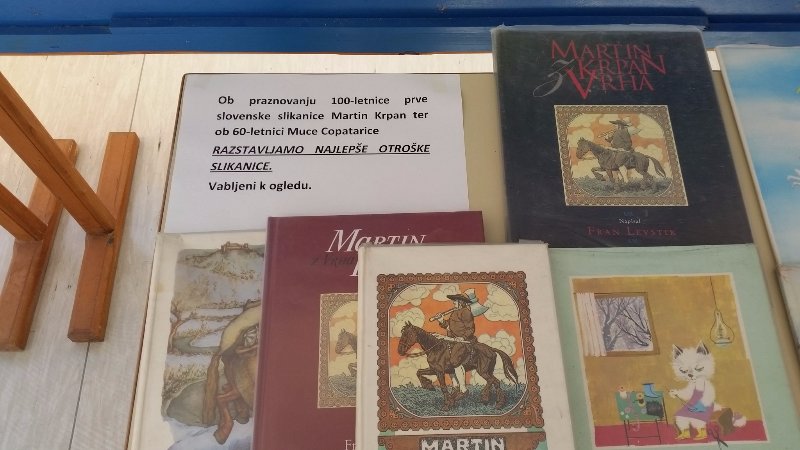 Ob praznovanju 100-letnice prve
slovenske slikanice Martin Krpan ter
ob 60-letnici Muce Copatarice
RAZSTAVLJAMO NAJLEPŠE OTROŠKE
SLIKANICE.
Vabljeni k ogledu.
MARTIN
KRPAN
Z VRHA
Napisal
FRAN LEVSTIK
MARTIN
MARTIN